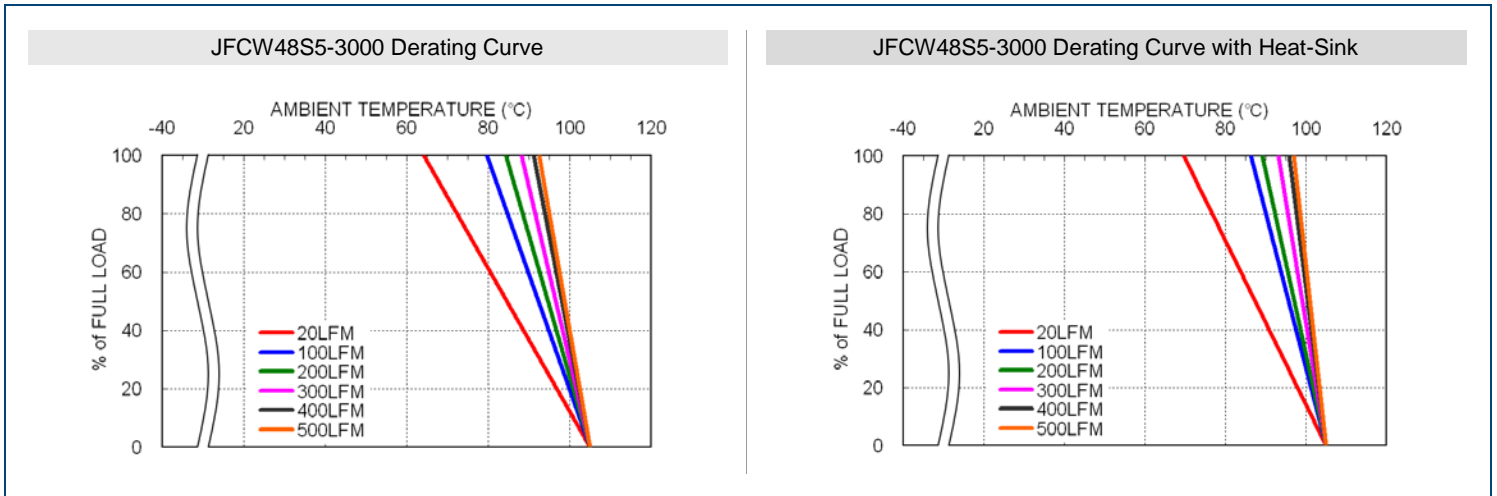 JFCW48S5-3000 Derating Curve
AMBIENT TEMPERATURE (°C)
-40 20 40 60 80 100 120
100
80
60
40
20
0
% of FULL LOAD
20LFM
100LFM
200LFM
300LFM
400LFM
500LFM
JFCW48S5-3000 Derating Curve with Heat-Sink
AMBIENT TEMPERATURE (°C)
-40 20 40 60 80 100 120
100
80
60
40
20
0
% of FULL LOAD
20LFM
100LFM
200LFM
300LFM
400LFM
500LFM